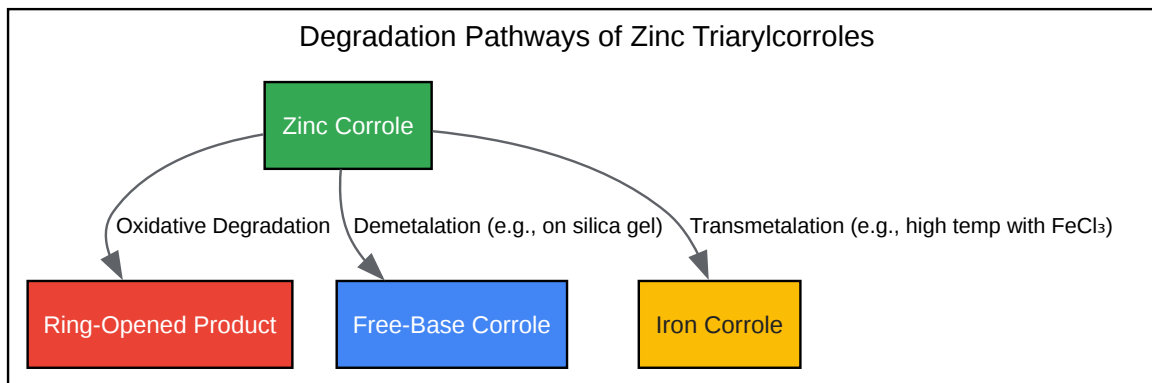 Degradation Pathways of Zinc Triarylcorroles
Zinc Corrole
Oxidative Degradation
Demetalation (e.g., on silica gel)
Transmetalation (e.g., high temp with FeCl₃)
Ring-Opened Product
Free-Base Corrole
Iron Corrole